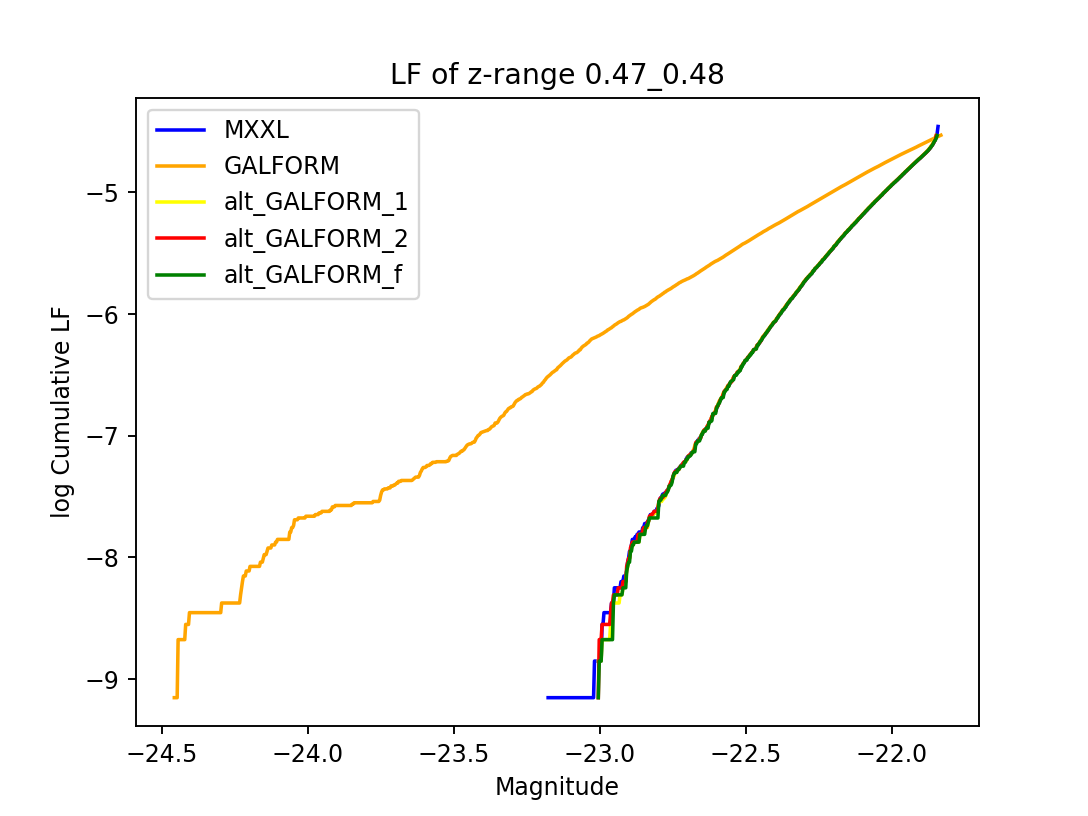 LF of z-range 0.47_0.48
MXXL
GALFORM
alt_GALFORM_1
alt_GALFORM_2
alt_GALFORM_f
log Cumulative LF
−5
−6
−7
−8
−9
−24.5
−24.0
−23.5
−23.0
−22.5
−22.0
Magnitude